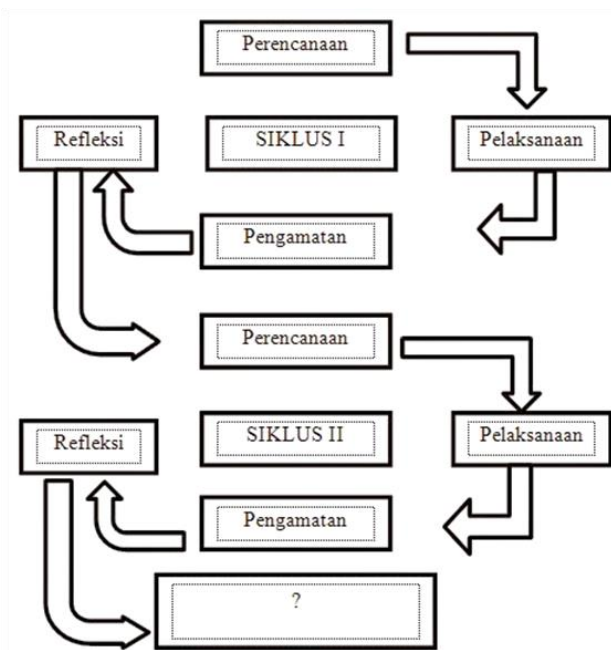 Perencanaan
Refleksi
SIKLUS I
Pelaksanaan
Pengamatan
Perencanaan
Refleksi
SIKLUS II
Pelaksanaan
Pengamatan
?